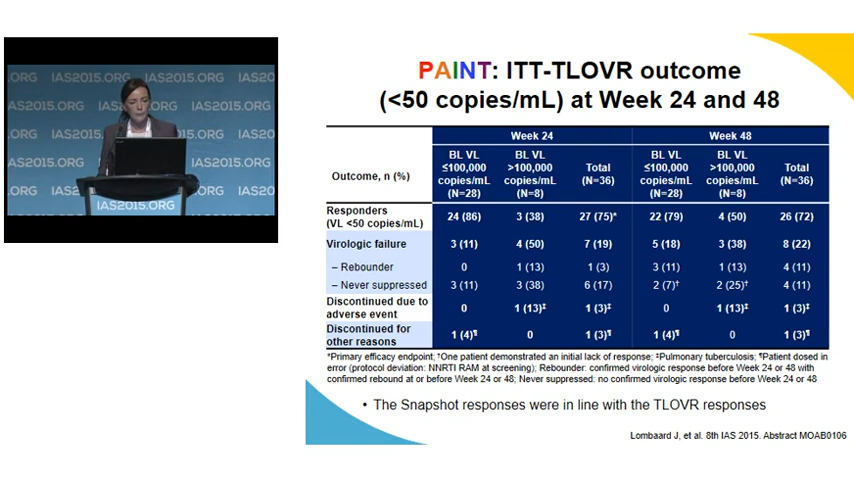 .ORG IAS2015.ORG IAS2015.ORG IAS20
AS2015.ORG
IAS2015.ORG
IAS2015.ORG
PAINT: ITT-TLOVR outcome
(<50 copies/mL) at Week 24 and 48
Week 24 Week 48
Outcome, n (%) BL VL ≤100,000 copies/mL (N=28) BL VL >100,000 copies/mL (N=8) Total (N=36) BL VL ≤100,000 copies/mL (N=28) BL VL >100,000 copies/mL (N=8) Total (N=36)
Responders (VL <50 copies/mL) 24 (86) 3 (38) 27 (75)* 22 (79) 4 (50) 26 (72)
Virologic failure 3 (11) 4 (50) 7 (19) 5 (18) 3 (38) 8 (22)
– Rebounder 0 1 (13) 1 (3) 3 (11) 1 (13) 4 (11)
– Never suppressed 3 (11) 3 (38) 6 (17) 2 (7)† 2 (25)† 4 (11)
Discontinued due to adverse event 0 1 (13)‡ 1 (3)‡ 0 1 (13)‡ 1 (3)‡
Discontinued for other reasons 1 (4)¶ 0 1 (3)¶ 1 (4)¶ 0 1 (3)¶
*Primary efficacy endpoint; †One patient demonstrated an initial lack of response; ‡Pulmonary tuberculosis; ¶Patient dosed in
error (protocol deviation: NNRTI RAM at screening); Rebounder: confirmed virologic response before Week 24 or 48 with
confirmed rebound at or before Week 24 or 48; Never suppressed: no confirmed virologic response before Week 24 or 48
• The Snapshot responses were in line with the TLOVR responses
Lombaard J, et al. 8th IAS 2015. Abstract MOAB0106